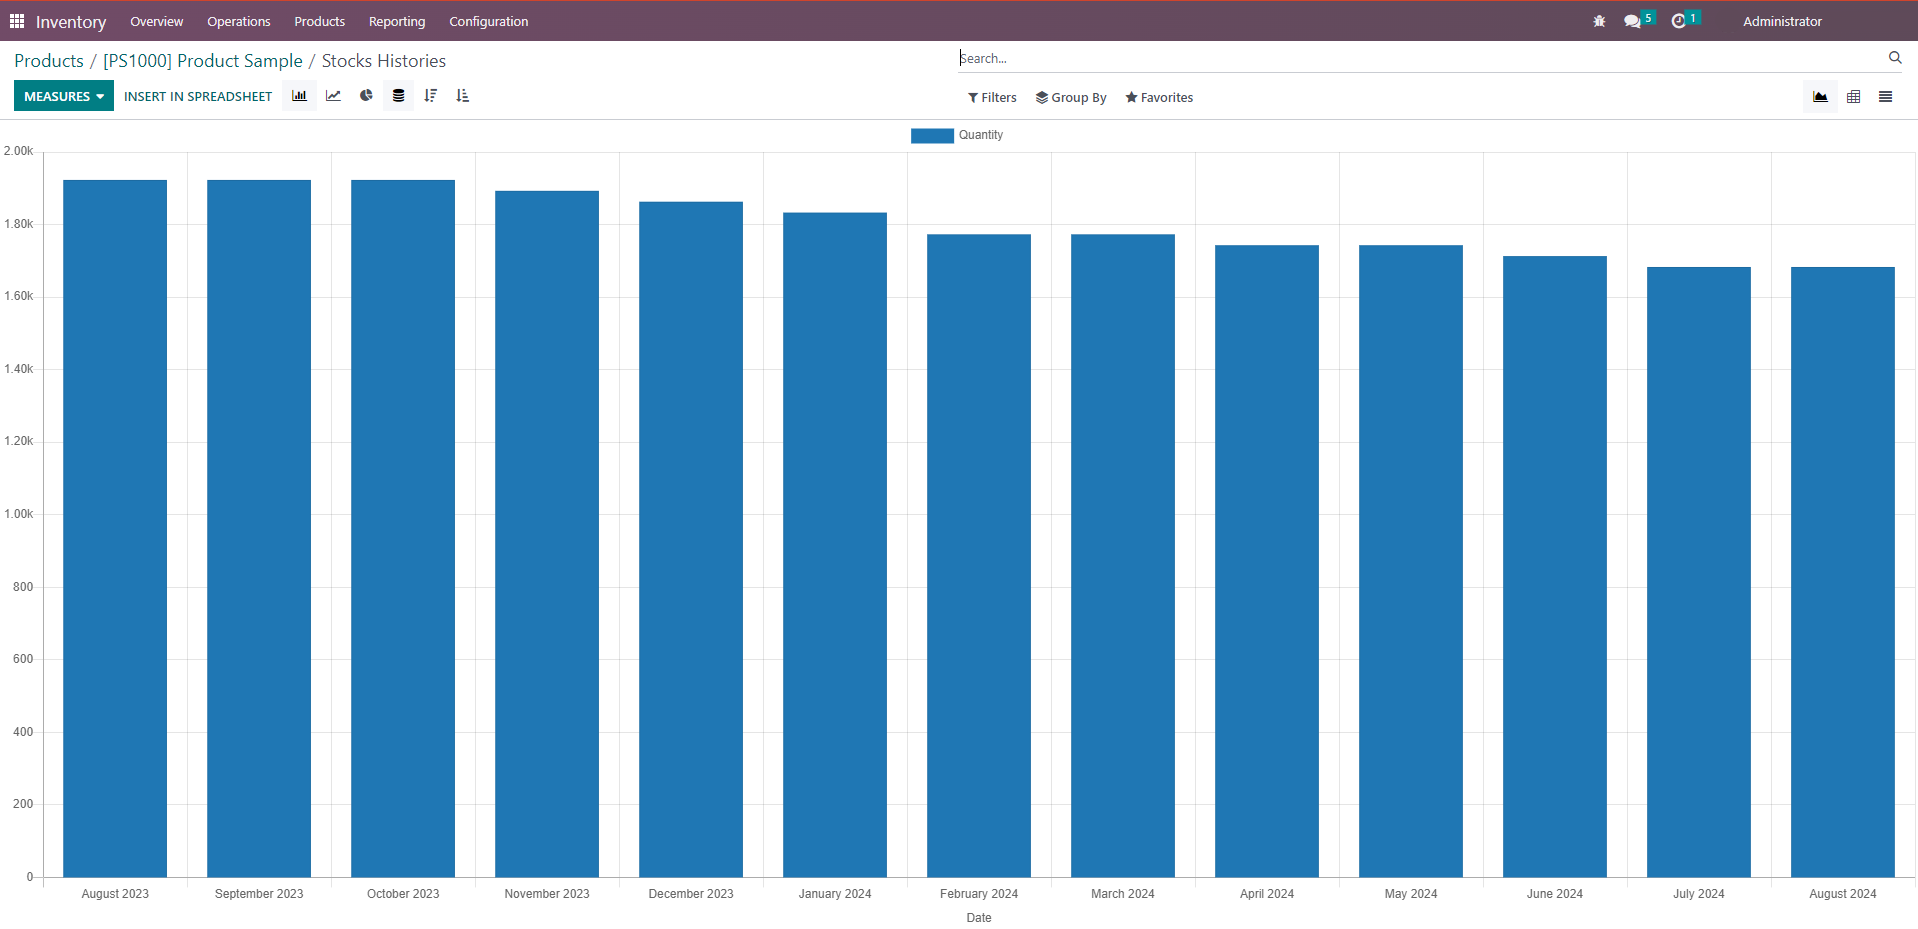 Inventory Overview Operations Products Reporting Configuration 5 1 Administrator
Products / [PS1000] Product Sample / Stocks Histories
Search...
MEASURES INSERT IN SPREADSHEET
Filters Group By Favorites
Quantity
2.00k
1.80k
1.60k
1.40k
1.20k
1.00k
800
600
400
200
0
August 2023 September 2023 October 2023 November 2023 December 2023 January 2024 February 2024 March 2024 April 2024 May 2024 June 2024 July 2024 August 2024
Date